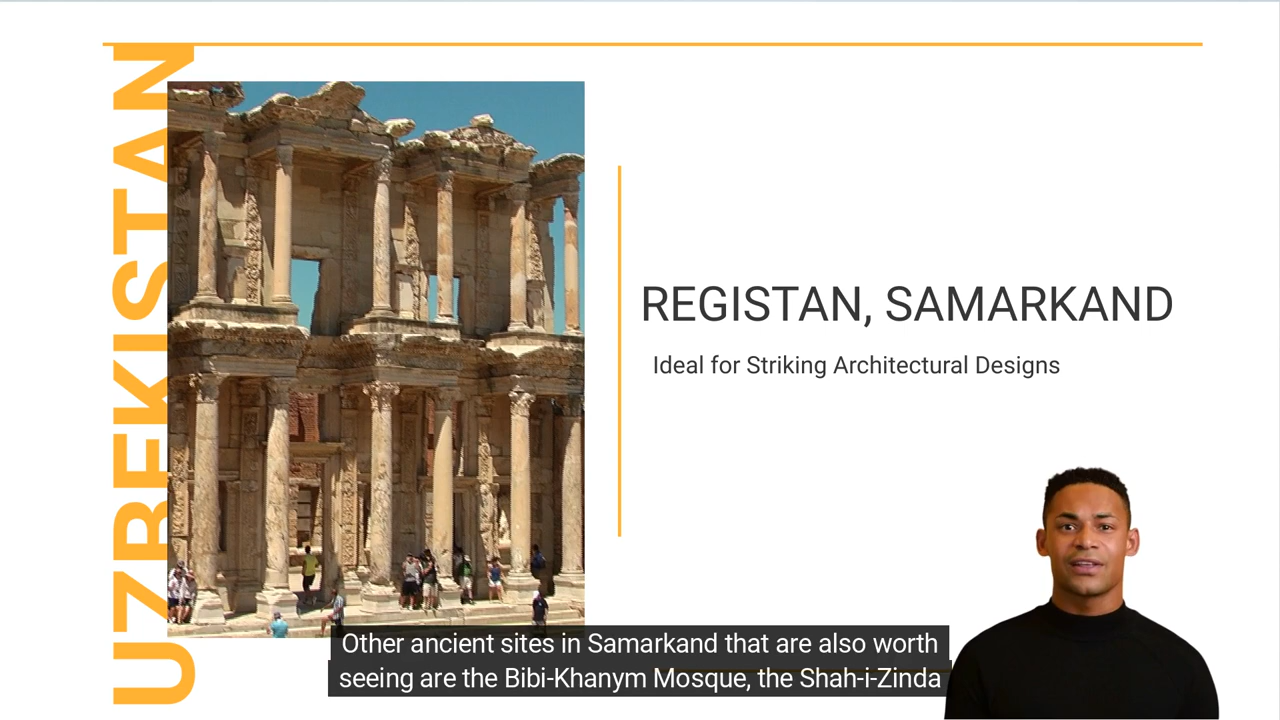 UZBEKISTAN
REGISTAN, SAMARKAND
Ideal for Striking Architectural Designs
Other ancient sites in Samarkand that are also worth
seeing are the Bibi-Khanym Mosque, the Shah-i-Zinda